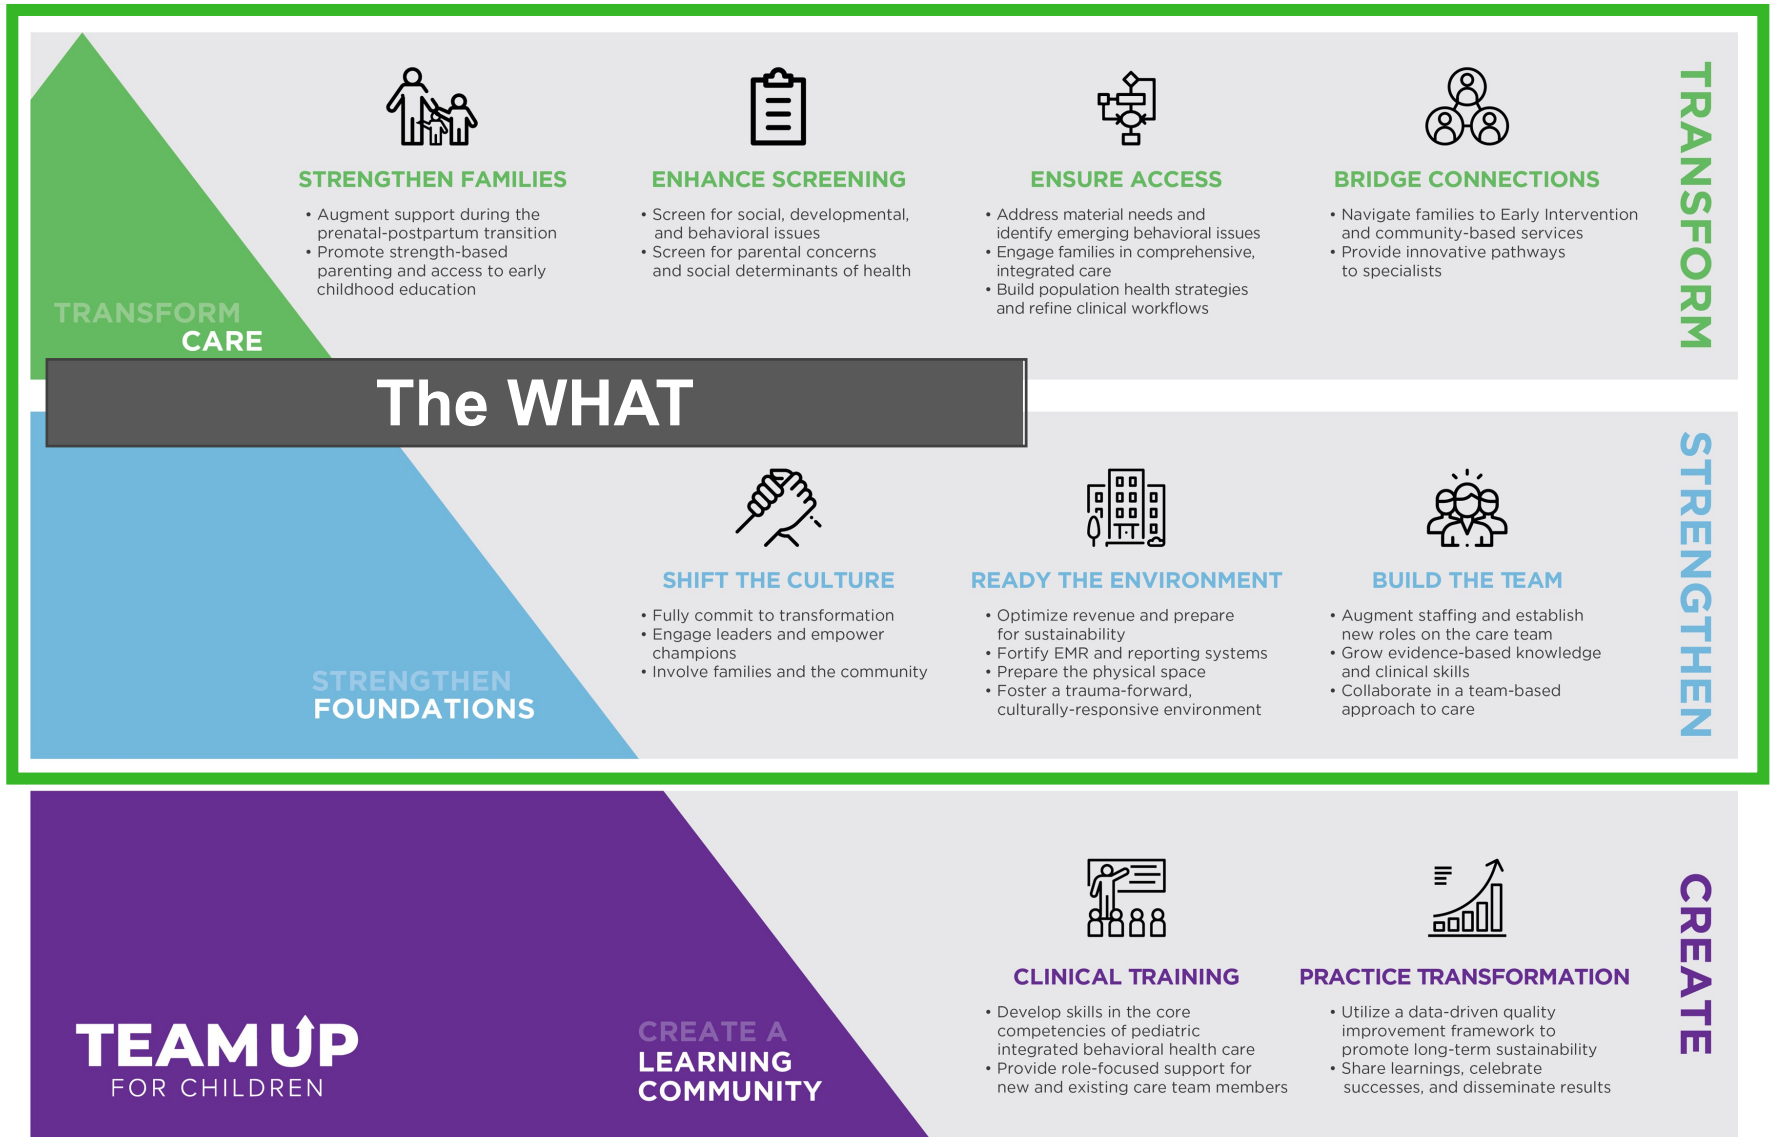 STRENGTHEN FAMILIES
• Augment support during the
prenatal-postpartum transition
• Promote strength-based
parenting and access to early
childhood education
ENHANCE SCREENING
• Screen for social, developmental,
and behavioral issues
• Screen for parental concerns
and social determinants of health
ENSURE ACCESS
• Address material needs and
identify emerging behavioral issues
• Engage families in comprehensive,
integrated care
• Build population health strategies
and refine clinical workflows
BRIDGE CONNECTIONS
• Navigate families to Early Intervention
and community-based services
• Provide innovative pathways
to specialists
TRANSFORM
TRANSFORM
CARE
The WHAT
SHIFT THE CULTURE
• Fully commit to transformation
• Engage leaders and empower
champions
• Involve families and the community
READY THE ENVIRONMENT
• Optimize revenue and prepare
for sustainability
• Fortify EMR and reporting systems
• Prepare the physical space
• Foster a trauma-forward,
culturally-responsive environment
BUILD THE TEAM
• Augment staffing and establish
new roles on the care team
• Grow evidence-based knowledge
and clinical skills
• Collaborate in a team-based
approach to care
STRENGTHEN
STRENGTHEN
FOUNDATIONS
CLINICAL TRAINING
• Develop skills in the core
competencies of pediatric
integrated behavioral health care
• Provide role-focused support for
new and existing care team members
PRACTICE TRANSFORMATION
• Utilize a data-driven quality
improvement framework to
promote long-term sustainability
• Share learnings, celebrate
successes, and disseminate results
CREATE
TEAM UP
FOR CHILDREN
CREATE A
LEARNING
COMMUNITY